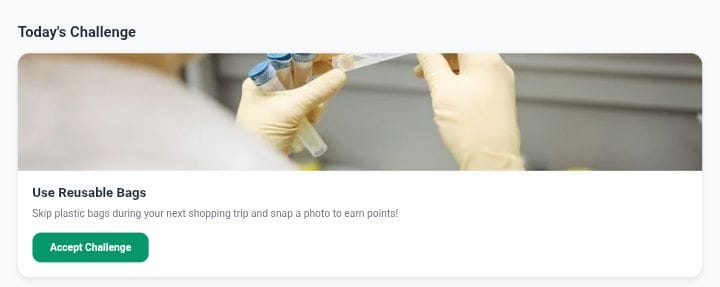 Today's Challenge
Use Reusable Bags
Skip plastic bags during your next shopping trip and snap a photo to earn points!
Accept Challenge